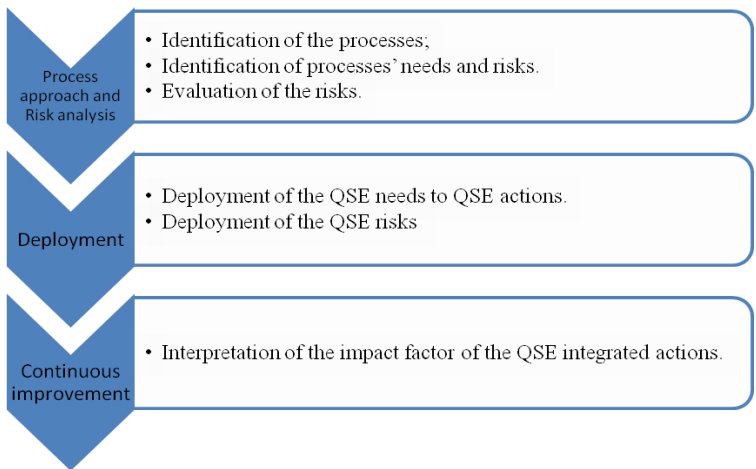 Process
approach and
Risk analysis
• Identification of the processes;
• Identification of processes’ needs and risks.
• Evaluation of the risks.
Deployment
• Deployment of the QSE needs to QSE actions.
• Deployment of the QSE risks
Continuous
improvement
• Interpretation of the impact factor of the QSE integrated actions.